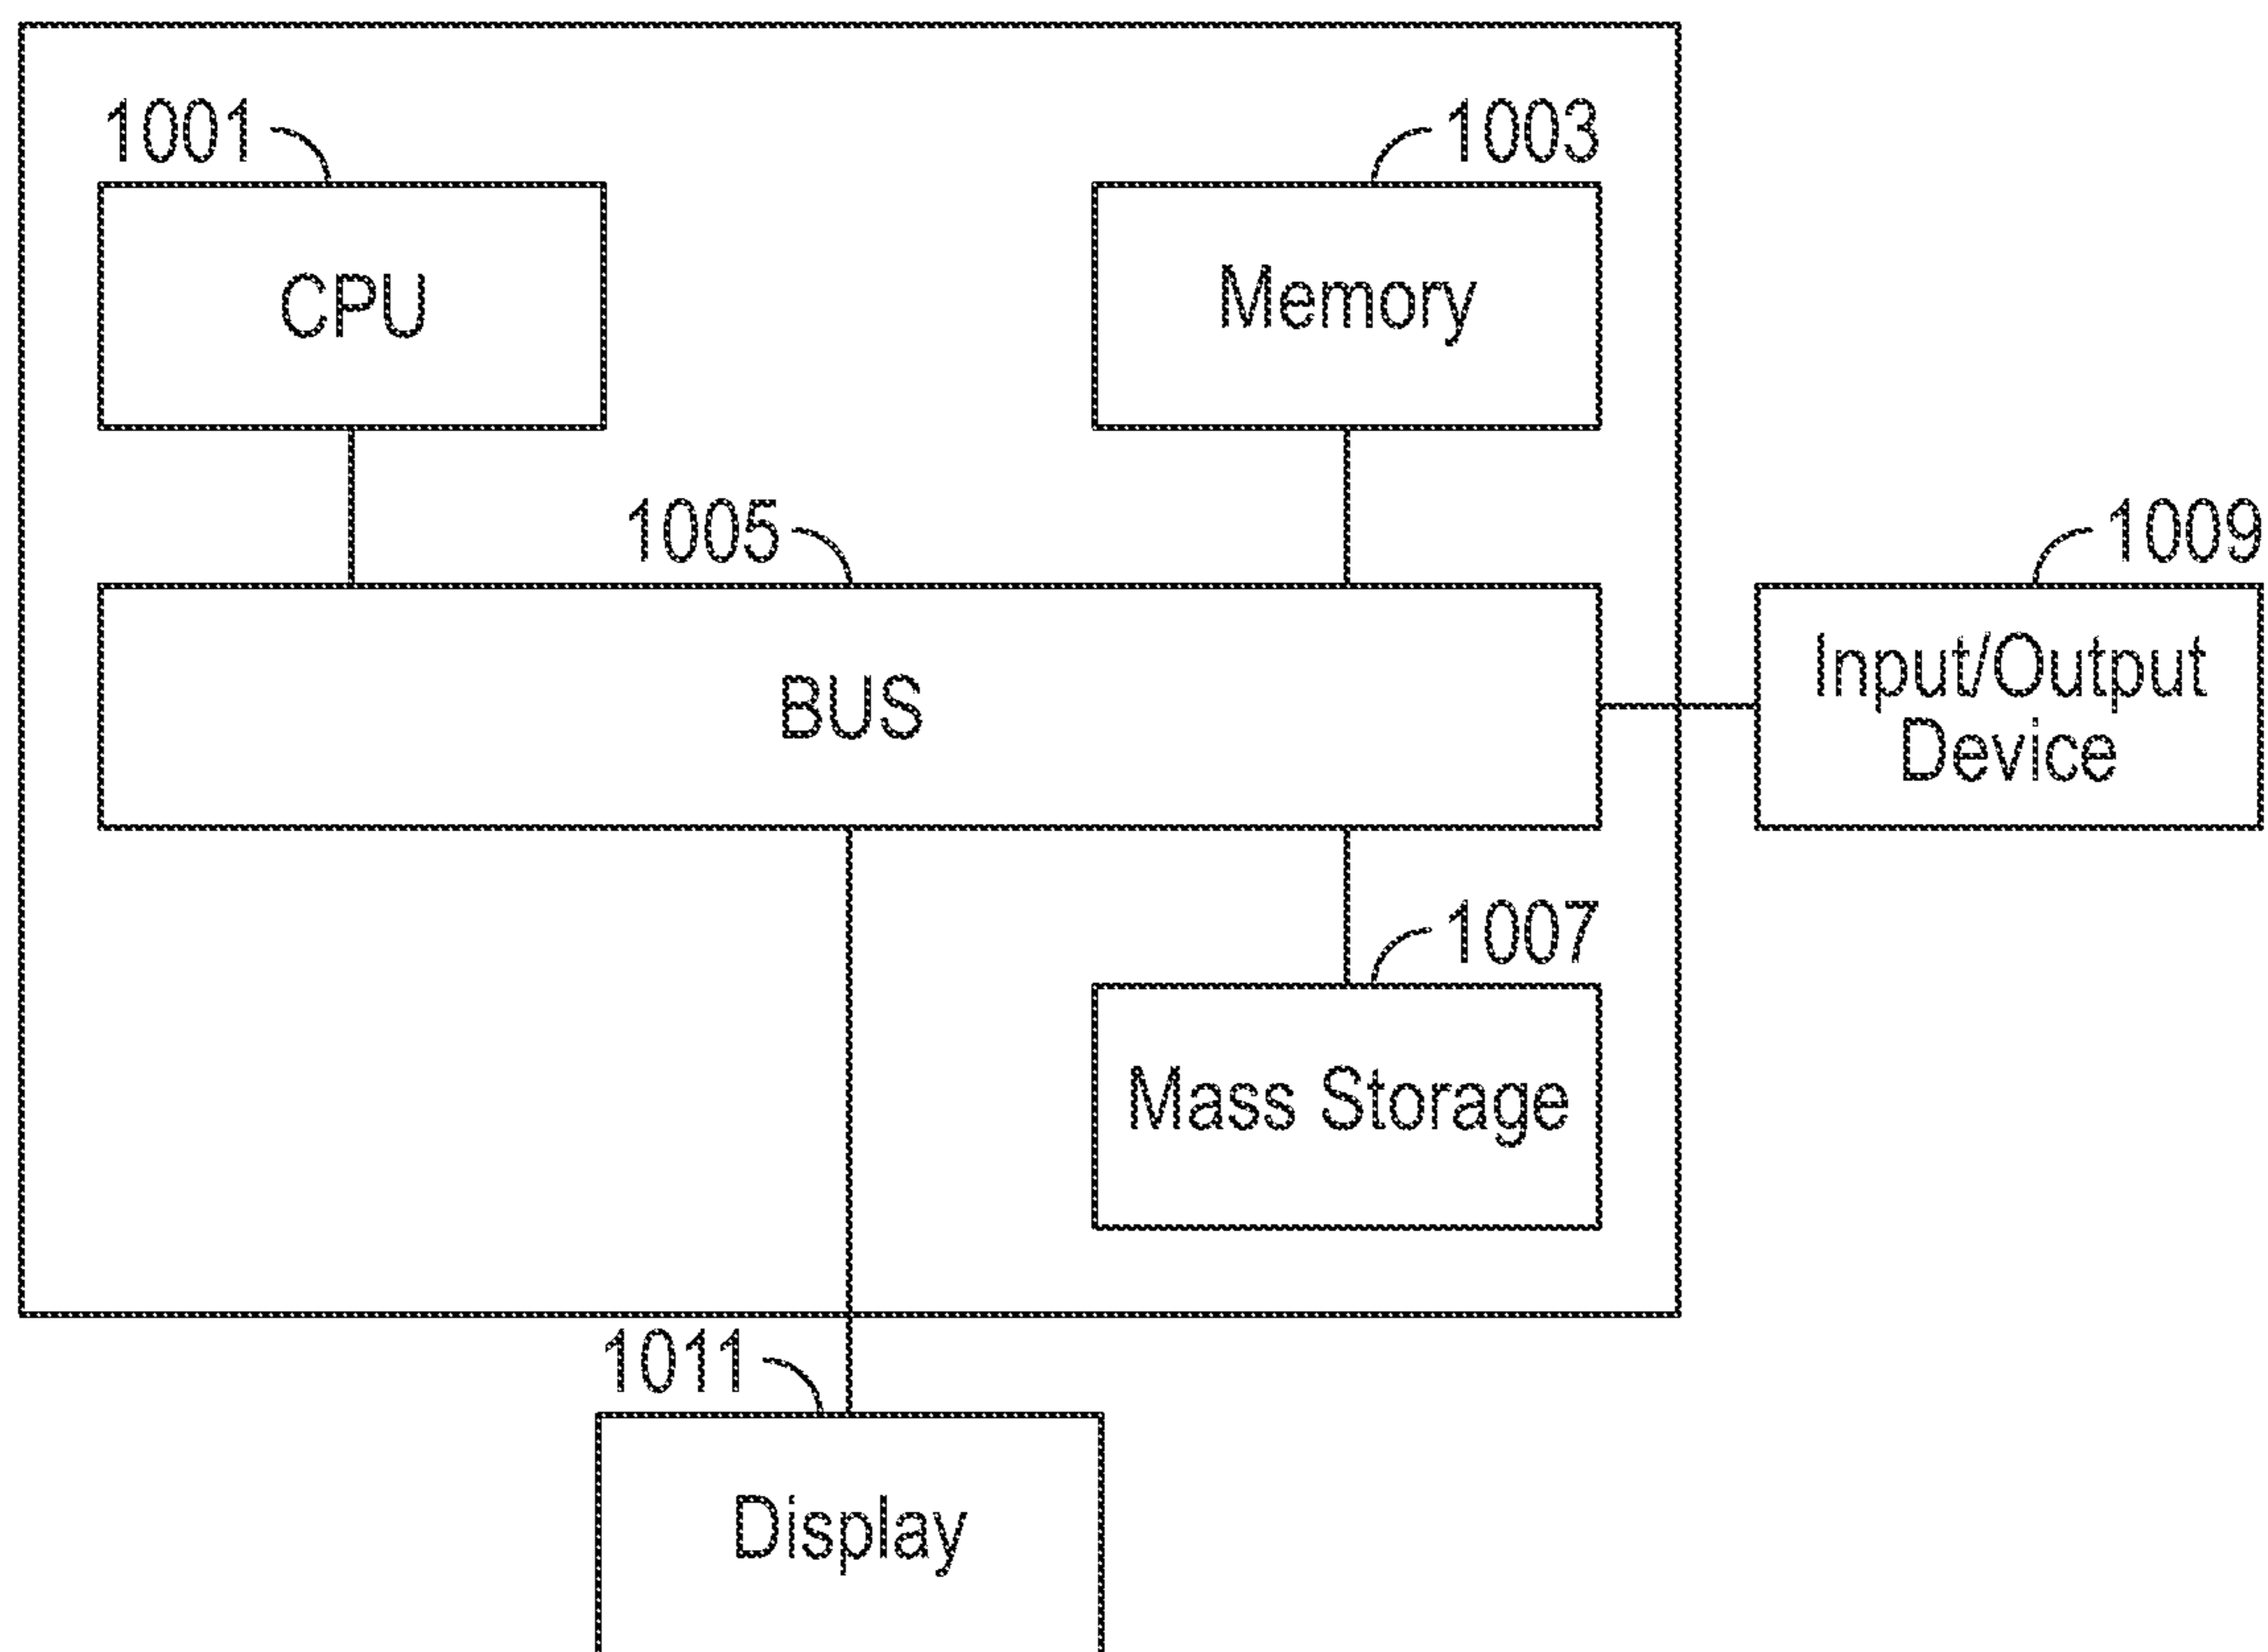 1001
1003
CPU
Memory
1005
1009
BUS
Input/Output
Device
1007
Mass Storage
1011
Display